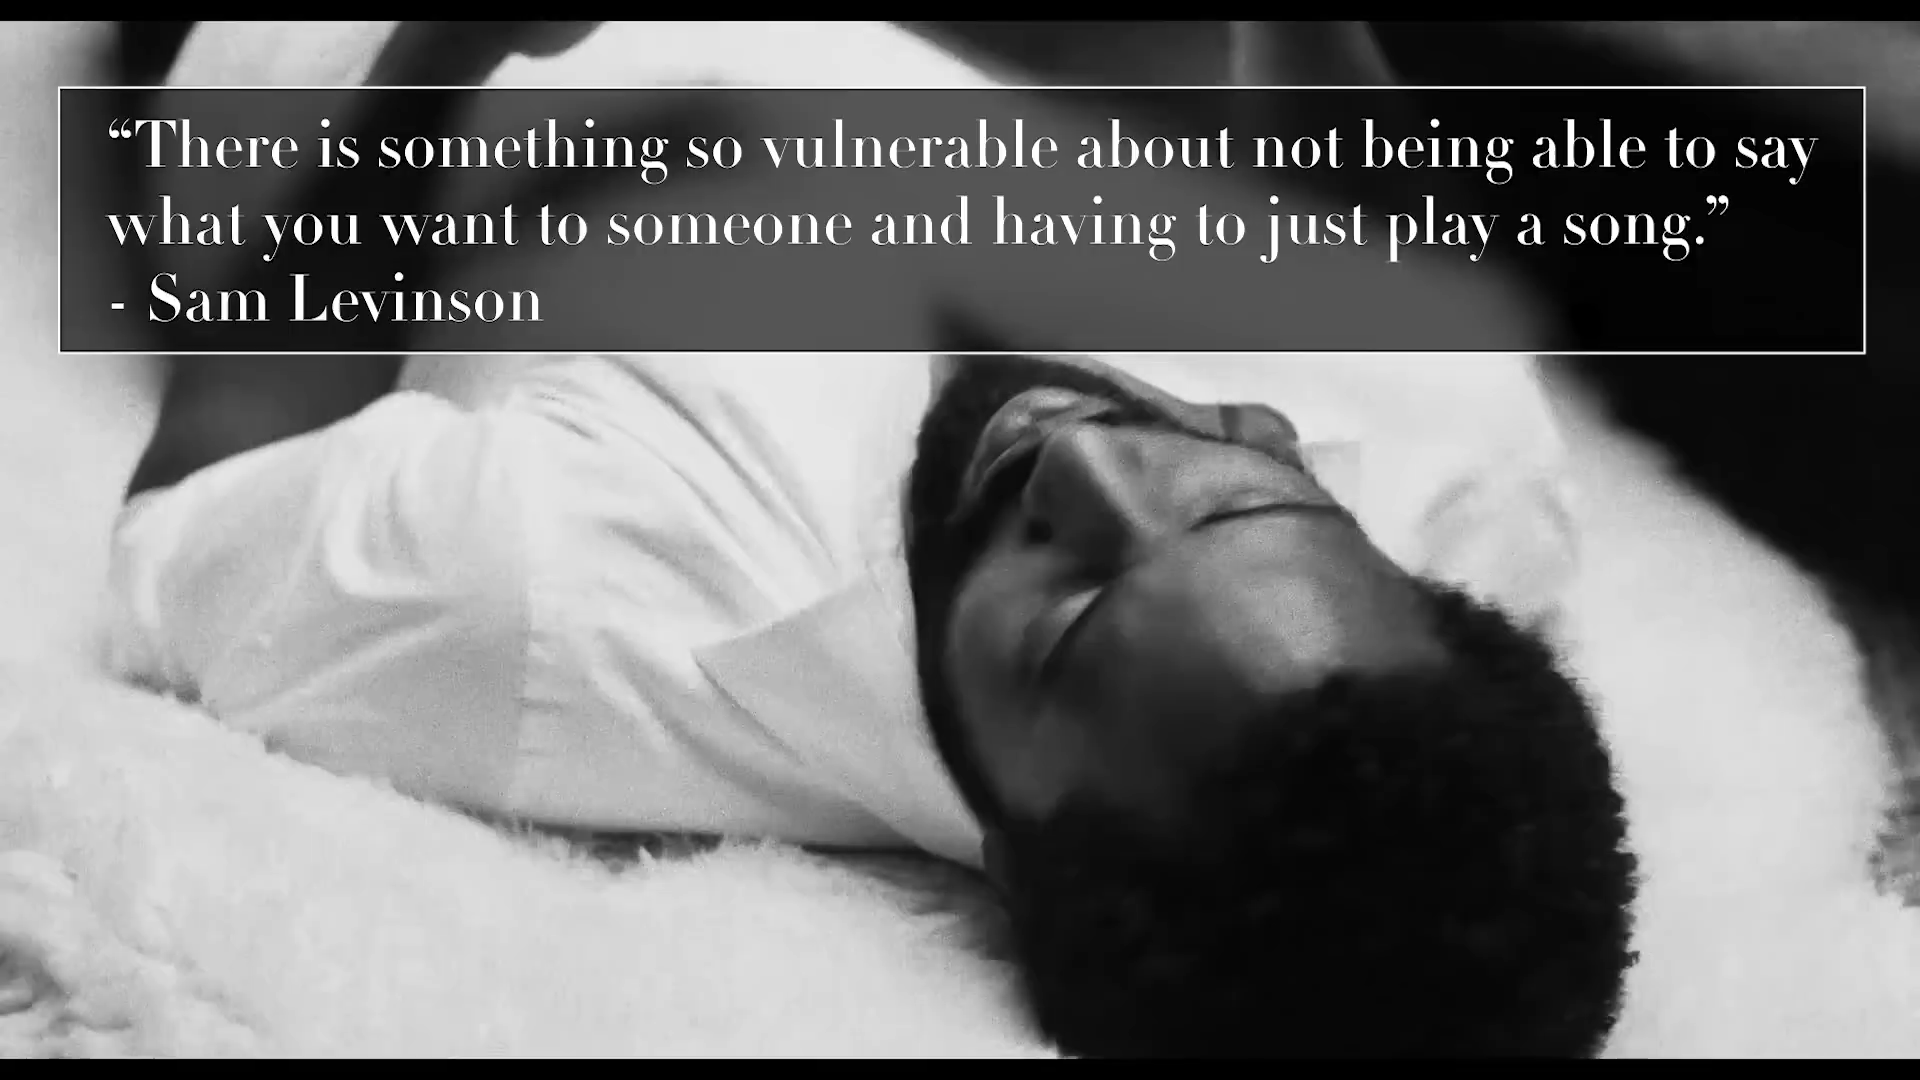 “There is something so vulnerable about not being able to say
what you want to someone and having to just play a song.”
- Sam Levinson